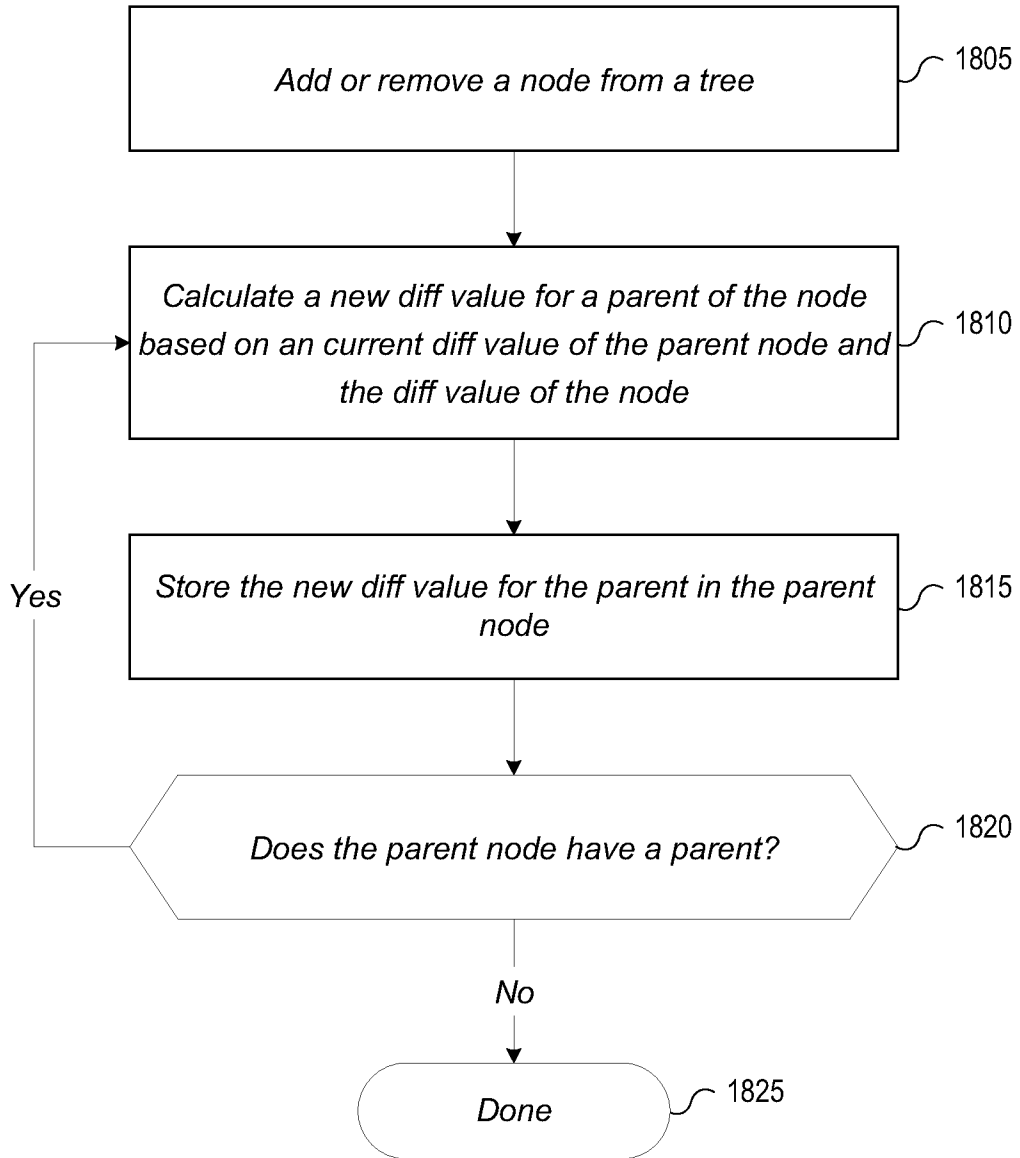 Add or remove a node from a tree
1805
Calculate a new diff value for a parent of the node
based on an current diff value of the parent node and
the diff value of the node
1810
Store the new diff value for the parent in the parent
node
1815
Yes
Does the parent node have a parent?
1820
No
Done
1825